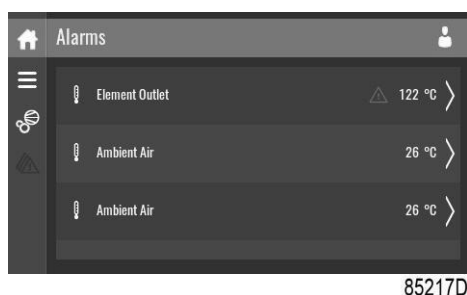 Alarms
Element Outlet 122 °C
Ambient Air 26 °C
Ambient Air 26 °C
85217D